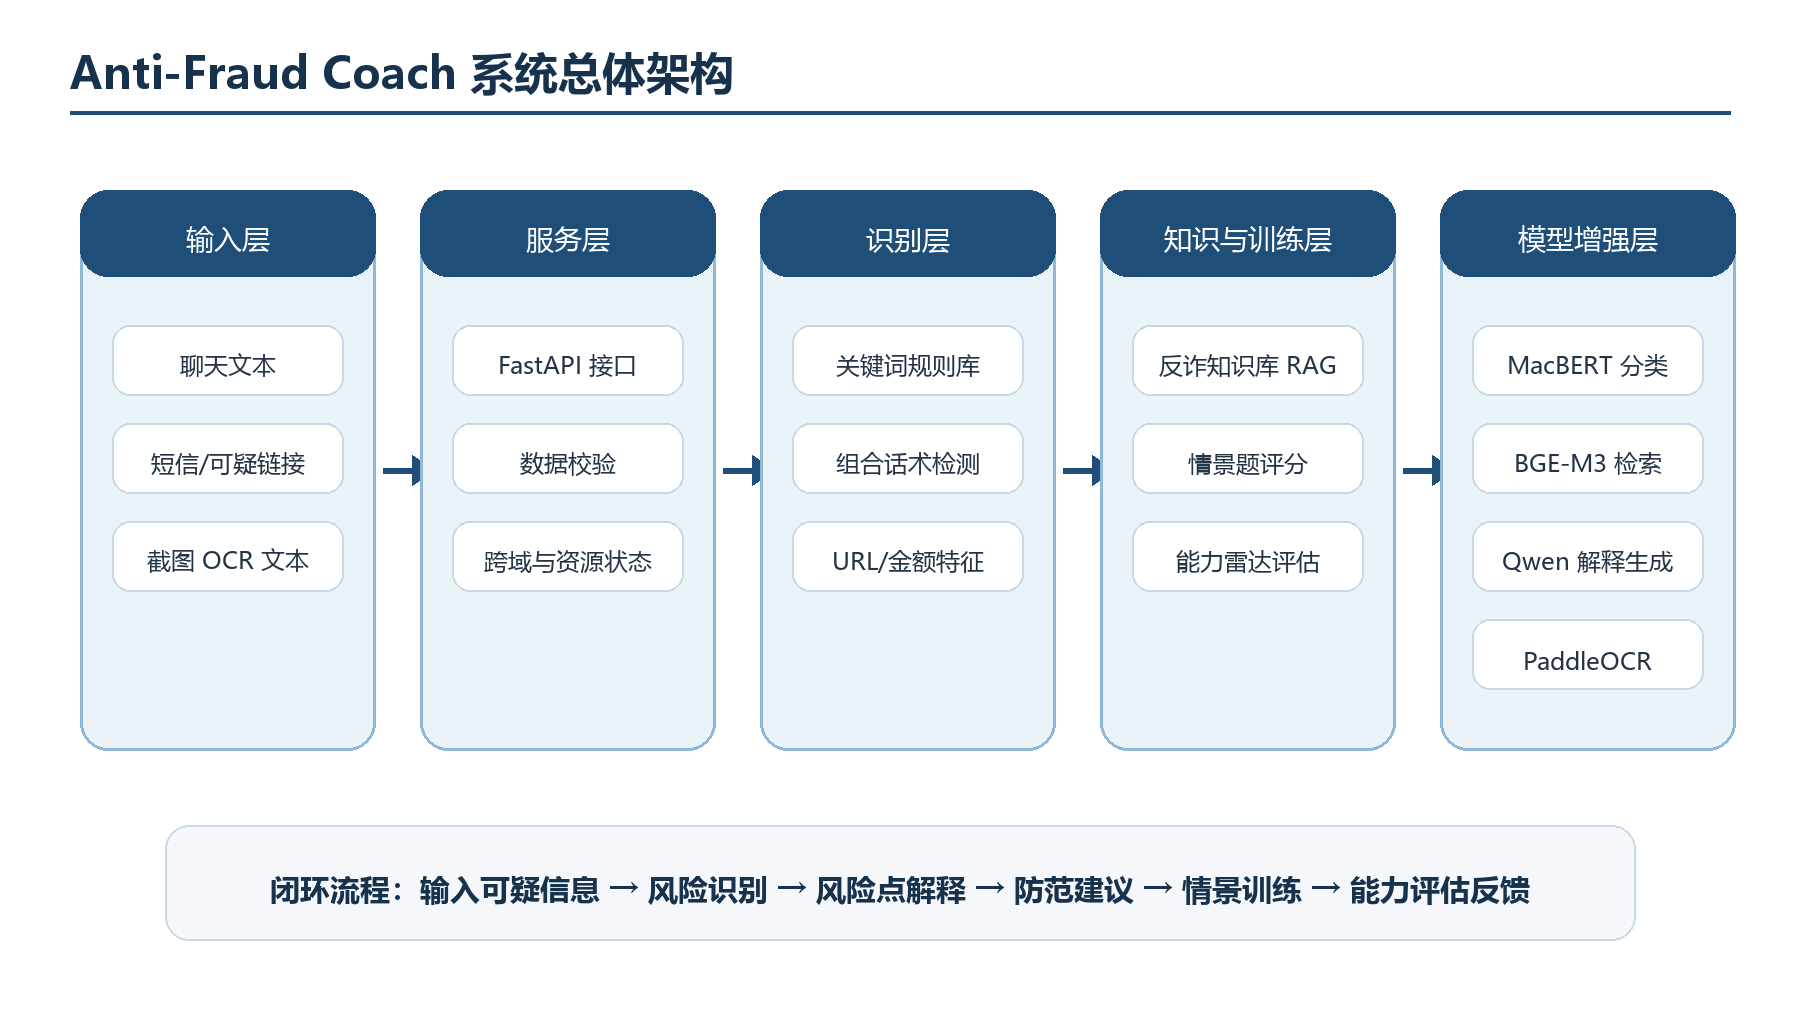 Anti-Fraud Coach 系统总体架构
输入层
聊天文本
短信/可疑链接
截图 OCR 文本
服务层
FastAPI 接口
数据校验
跨域与资源状态
识别层
关键词规则库
组合话术检测
URL/金额特征
知识与训练层
反诈知识库 RAG
情景题评分
能力雷达评估
模型增强层
MacBERT 分类
BGE-M3 检索
Qwen 解释生成
PaddleOCR
闭环流程：输入可疑信息 → 风险识别 → 风险点解释 → 防范建议 → 情景训练 → 能力评估反馈